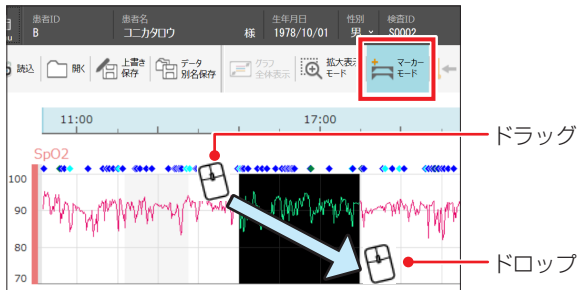 患者ID 患者名 生年月日 性別 検査ID
B コニカタロウ 様 1978/10/01 男 S0002
読込 開く 上書き保存 データ別名保存 グラフ全体表示 拡大表示モード マーカーモード
11:00 17:00
ドラッグ
SpO2
100
90
80
ドロップ
70